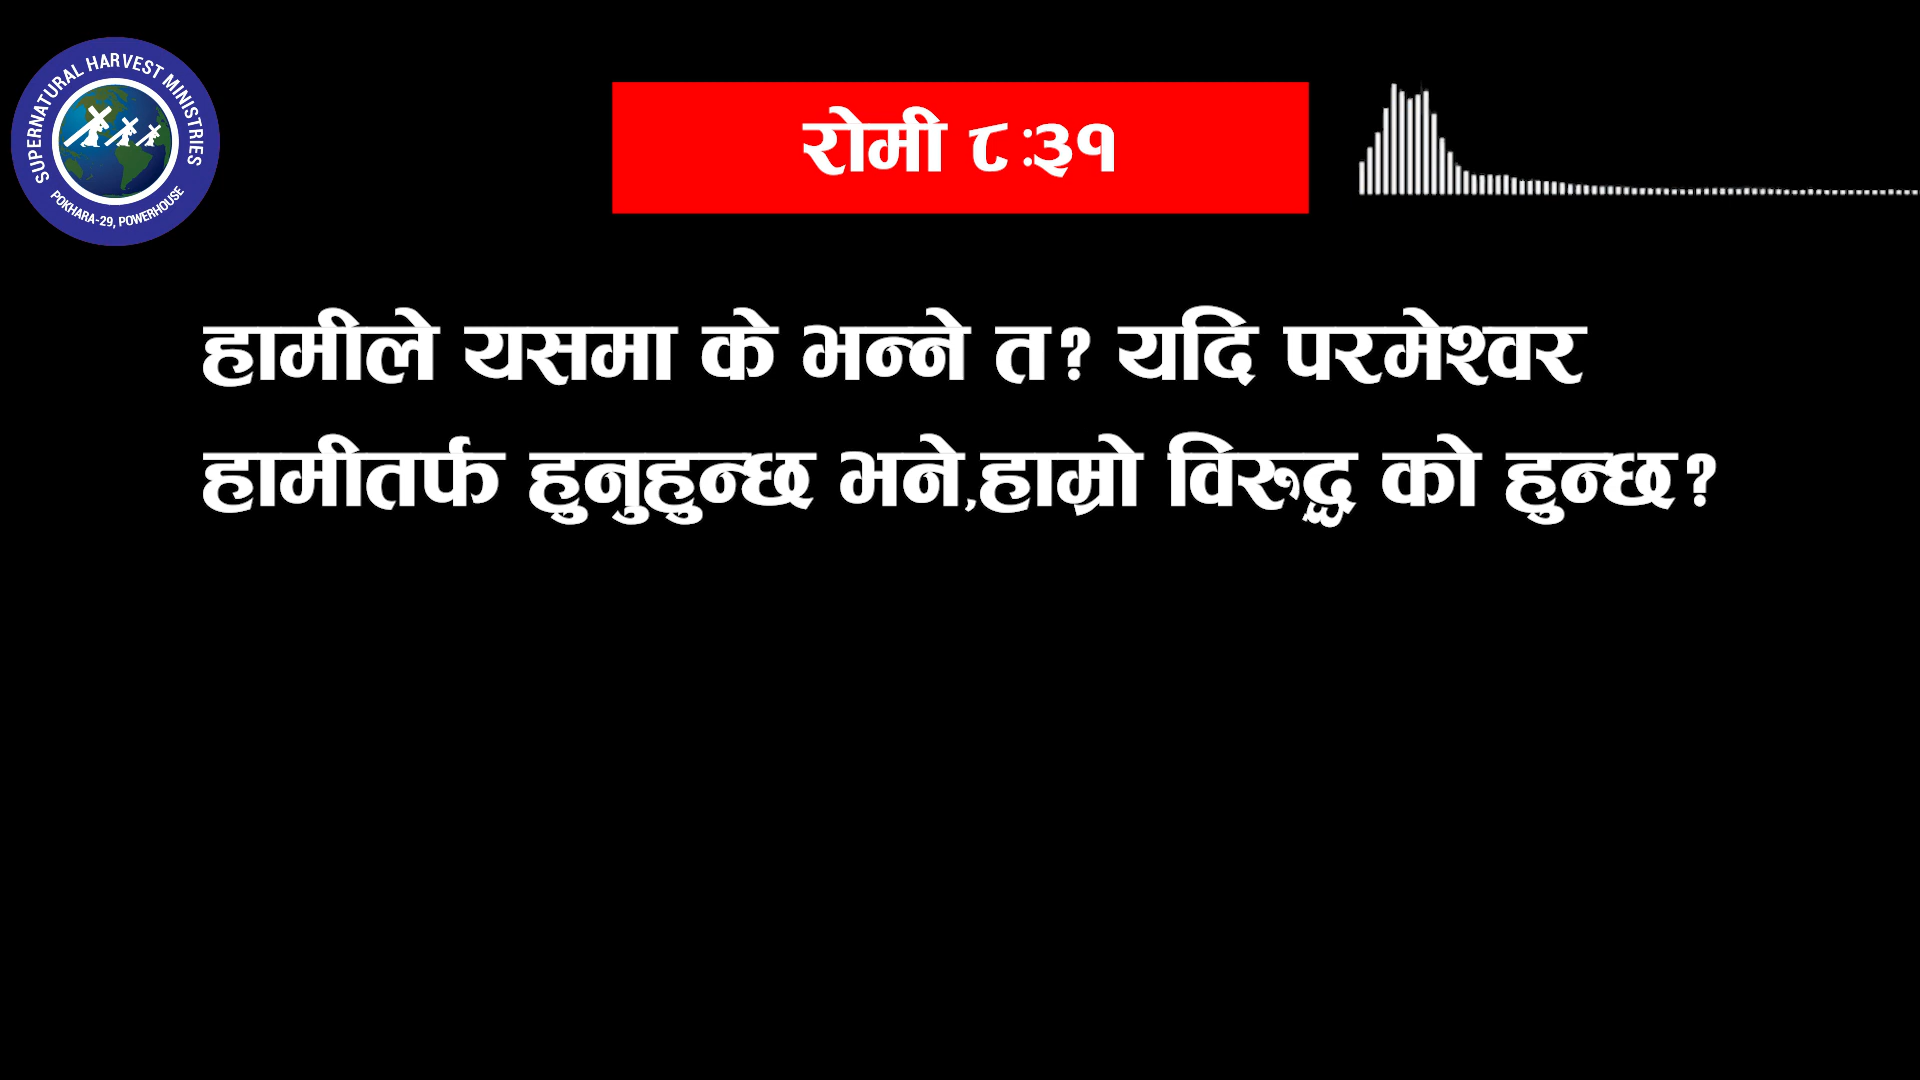 SUPERNATURAL HARVEST MINISTRIES
POKHARA-29, POWERHOUSE
रोमी ८:३१
हामीले यसमा के भन्ने त? यदि परमेश्वर
हामीतर्फ हुनुहुन्छ भने,हाम्रो विरुद्ध को हुन्छ?